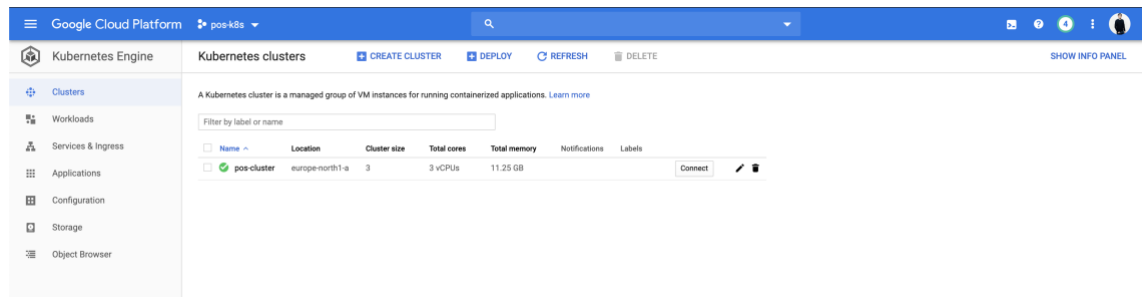 Google Cloud Platform pos-k8s 4
Kubernetes Engine Kubernetes clusters CREATE CLUSTER DEPLOY REFRESH DELETE SHOW INFO PANEL
Clusters
Workloads
Services & Ingress
Applications
Configuration
Storage
Object Browser
A Kubernetes cluster is a managed group of VM instances for running containerized applications. Learn more
Filter by label or name
Name Location Cluster size Total cores Total memory Notifications Labels
pos-cluster europe-north1-a 3 3 vCPUs 11.25 GB Connect